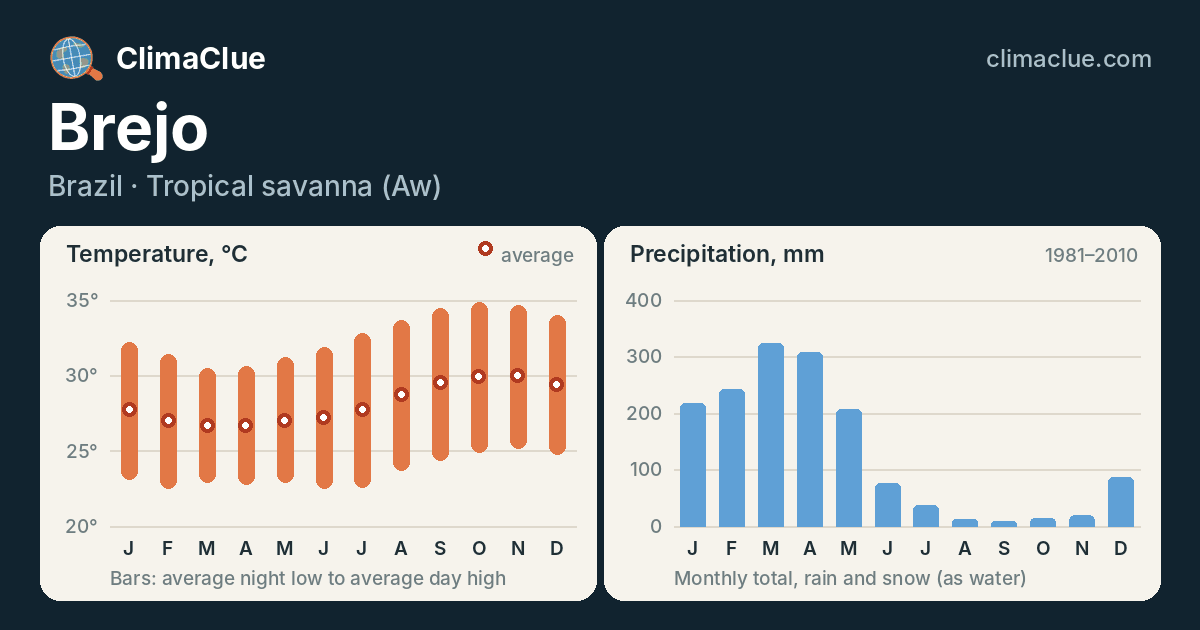 ClimaClue
climaclue.com
Brejo
Brazil · Tropical savanna (Aw)
Temperature, °C
average
35°
30°
25°
20°
J F M A M J J A S O N D
Bars: average night low to average day high
Precipitation, mm
1981–2010
400
300
200
100
0
J F M A M J J A S O N D
Monthly total, rain and snow (as water)